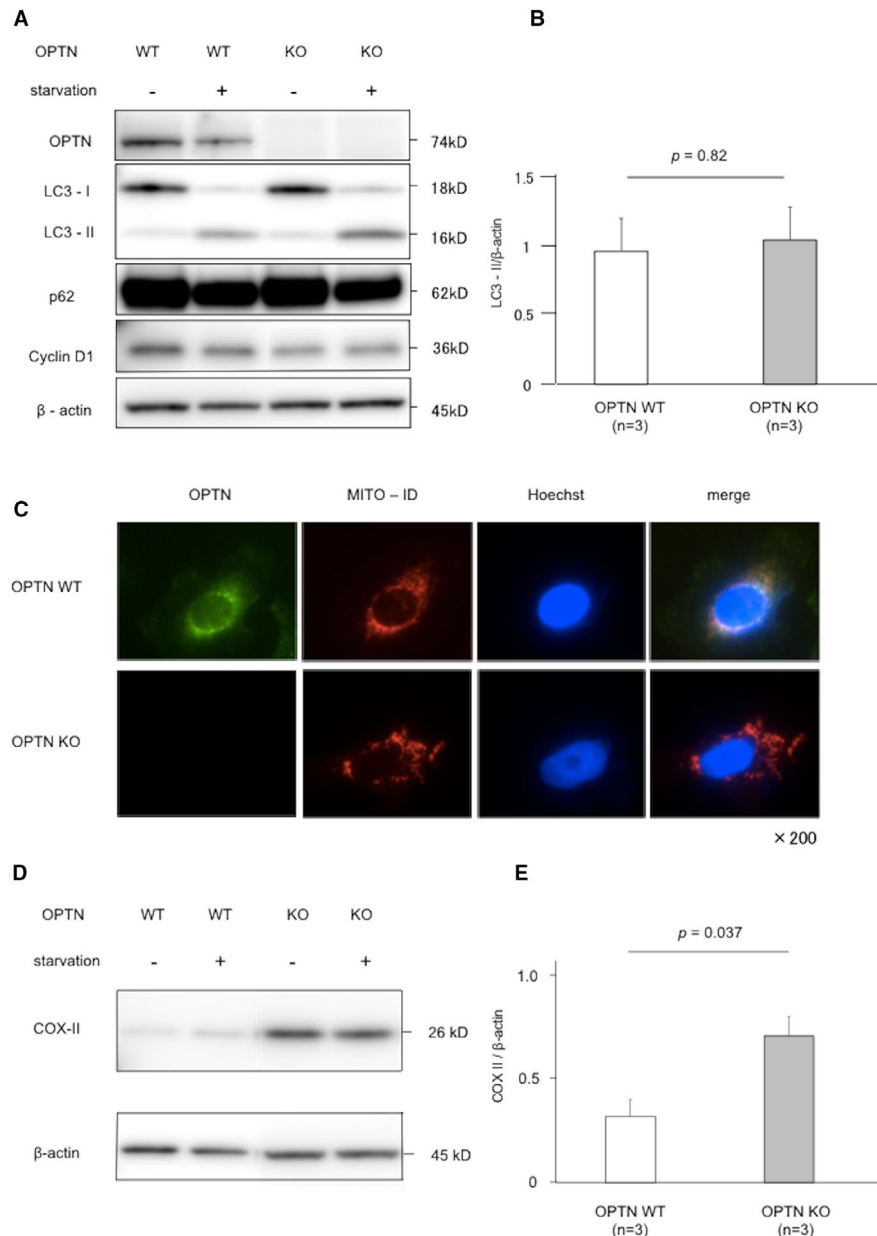 A
OPTN WT WT KO KO
starvation - + - +
OPTN 74kD
LC3 - I 18kD
LC3 - II 16kD
p62 62kD
Cyclin D1 36kD
β - actin 45kD
B
p = 0.82
1.5
1
0.5
0
LC3 - II/β-actin
OPTN WT OPTN KO
(n=3) (n=3)
C
OPTN MITO – ID Hoechst merge
OPTN WT
OPTN KO
× 200
D
OPTN WT WT KO KO
starvation - + - +
COX-II 26 kD
β-actin 45 kD
E
p = 0.037
1.0
0.5
0
COX II / β-actin
OPTN WT OPTN KO
(n=3) (n=3)